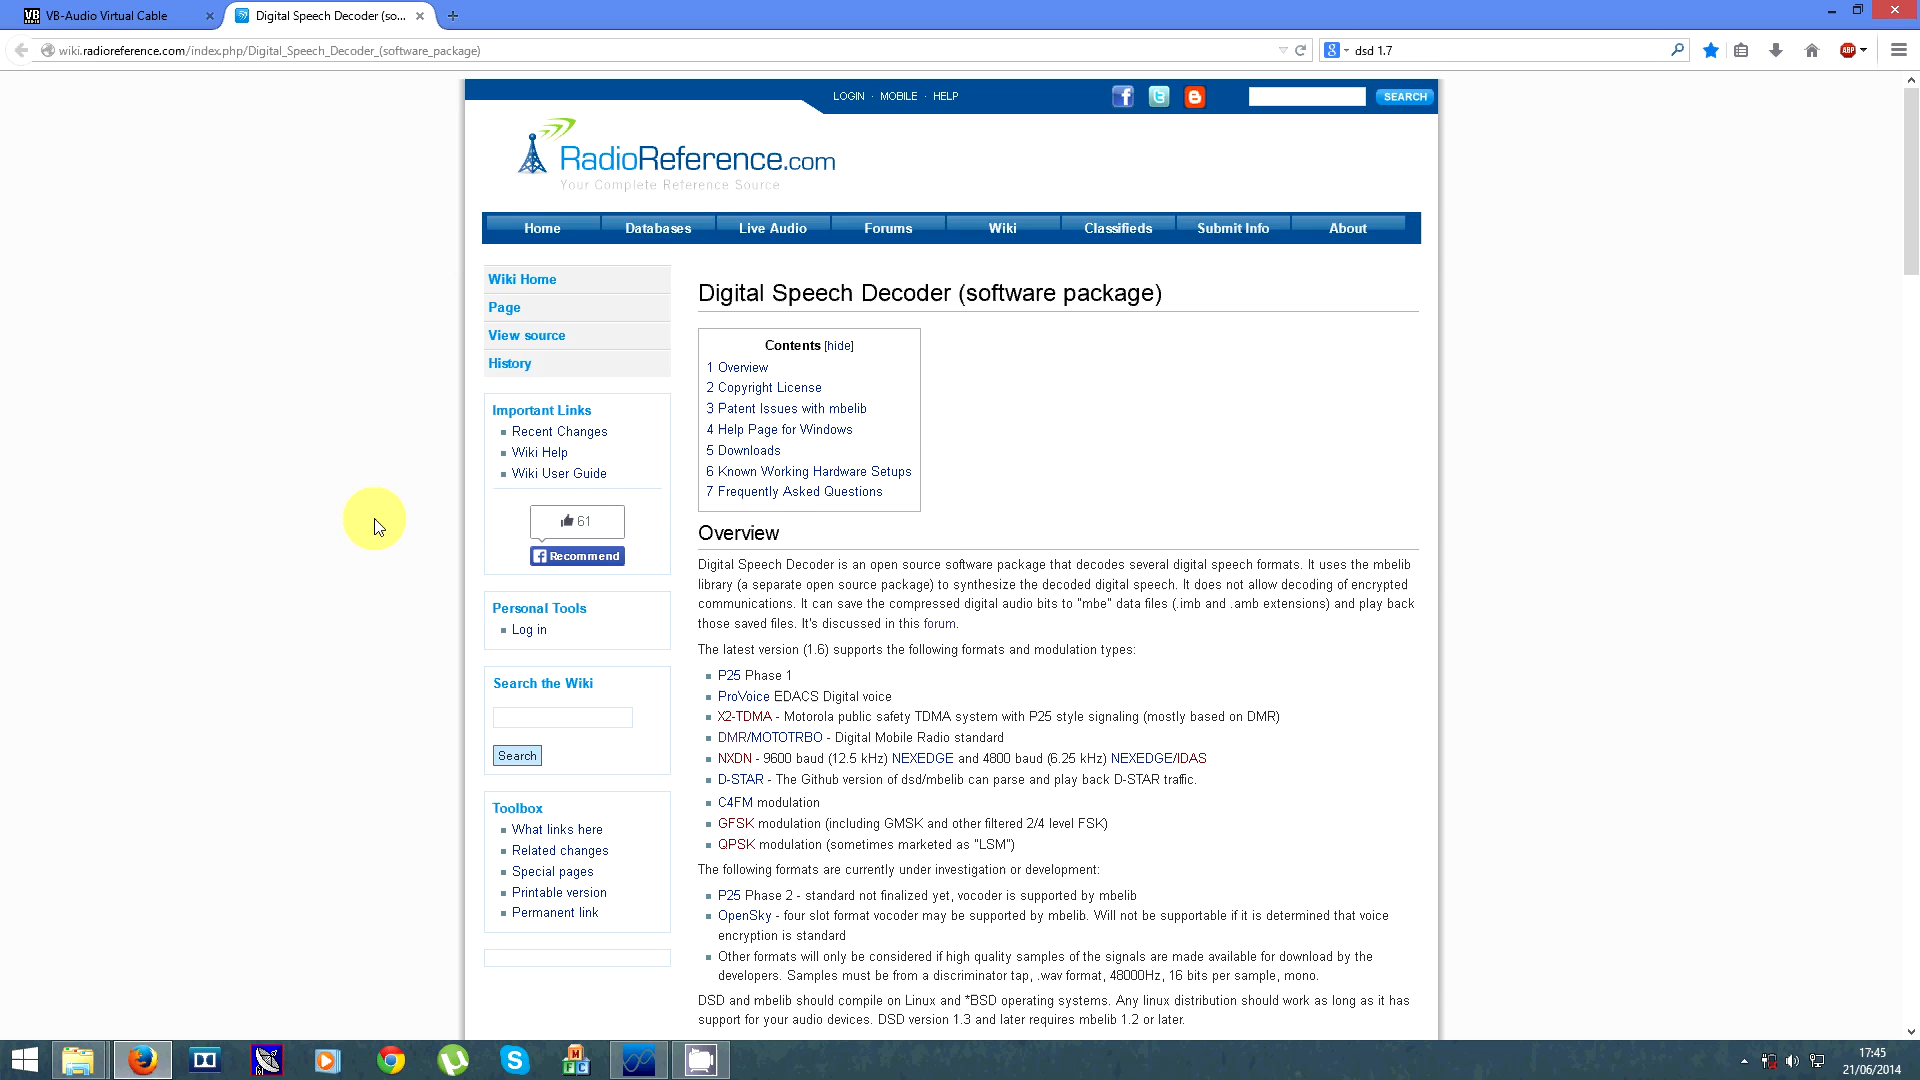 VB-Audio Virtual Cable
Digital Speech Decoder (so...
wiki.radioreference.com/index.php/Digital_Speech_Decoder_(software_package)
dsd 1.7
ABP
LOGIN · MOBILE · HELP
SEARCH
RadioReference.com
Your Complete Reference Source
Home
Databases
Live Audio
Forums
Wiki
Classifieds
Submit Info
About
Wiki Home
Page
View source
History
Important Links
Recent Changes
Wiki Help
Wiki User Guide
61
Recommend
Personal Tools
Log in
Search the Wiki
Search
Toolbox
What links here
Related changes
Special pages
Printable version
Permanent link
Digital Speech Decoder (software package)
Contents [hide]
1 Overview
2 Copyright License
3 Patent Issues with mbelib
4 Help Page for Windows
5 Downloads
6 Known Working Hardware Setups
7 Frequently Asked Questions
Overview
Digital Speech Decoder is an open source software package that decodes several digital speech formats. It uses the mbelib
library (a separate open source package) to synthesize the decoded digital speech. It does not allow decoding of encrypted
communications. It can save the compressed digital audio bits to "mbe" data files (.imb and .amb extensions) and play back
those saved files. It's discussed in this forum.
The latest version (1.6) supports the following formats and modulation types:
P25 Phase 1
ProVoice EDACS Digital voice
X2-TDMA - Motorola public safety TDMA system with P25 style signaling (mostly based on DMR)
DMR/MOTOTRBO - Digital Mobile Radio standard
NXDN - 9600 baud (12.5 kHz) NEXEDGE and 4800 baud (6.25 kHz) NEXEDGE/IDAS
D-STAR - The Github version of dsd/mbelib can parse and play back D-STAR traffic.
C4FM modulation
GFSK modulation (including GMSK and other filtered 2/4 level FSK)
QPSK modulation (sometimes marketed as "LSM")
The following formats are currently under investigation or development:
P25 Phase 2 - standard not finalized yet, vocoder is supported by mbelib
OpenSky - four slot format vocoder may be supported by mbelib. Will not be supportable if it is determined that voice
encryption is standard
Other formats will only be considered if high quality samples of the signals are made available for download by the
developers. Samples must be from a discriminator tap, .wav format, 48000Hz, 16 bits per sample, mono.
DSD and mbelib should compile on Linux and *BSD operating systems. Any linux distribution should work as long as it has
support for your audio devices. DSD version 1.3 and later requires mbelib 1.2 or later.
17:45
21/06/2014